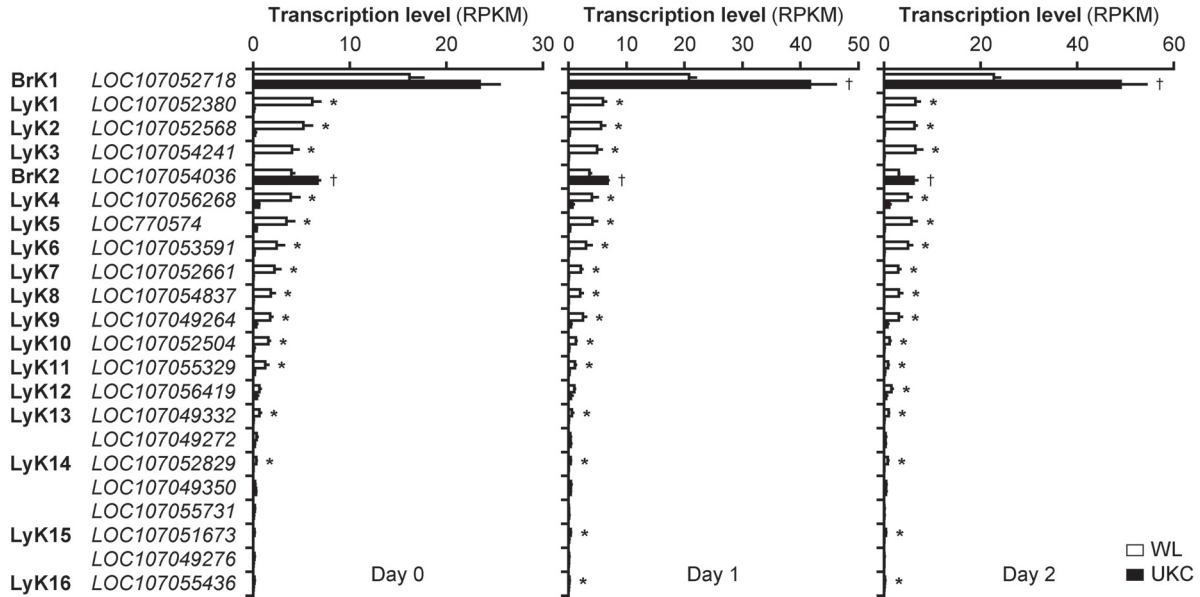 Transcription level (RPKM) Transcription level (RPKM) Transcription level (RPKM)
0 10 20 30 0 10 20 30 40 50 0 20 40 60
BrK1 LOC107052718 † †
LyK1 LOC107052380 * * *
LyK2 LOC107052568 * * *
LyK3 LOC107054241 * * *
BrK2 LOC107054036 † † †
LyK4 LOC107056268 * * *
LyK5 LOC770574 * * *
LyK6 LOC107053591 * * *
LyK7 LOC107052661 * * *
LyK8 LOC107054837 * * *
LyK9 LOC107049264 * * *
LyK10 LOC107052504 * * *
LyK11 LOC107055329 * * *
LyK12 LOC107056419 *
LyK13 LOC107049332 * * *
LOC107049272
LyK14 LOC107052829 * * *
LOC107049350
LOC107055731
LyK15 LOC107051673 * *
LOC107049276
LyK16 LOC107055436 * *
Day 0 Day 1 Day 2
WL
UKC